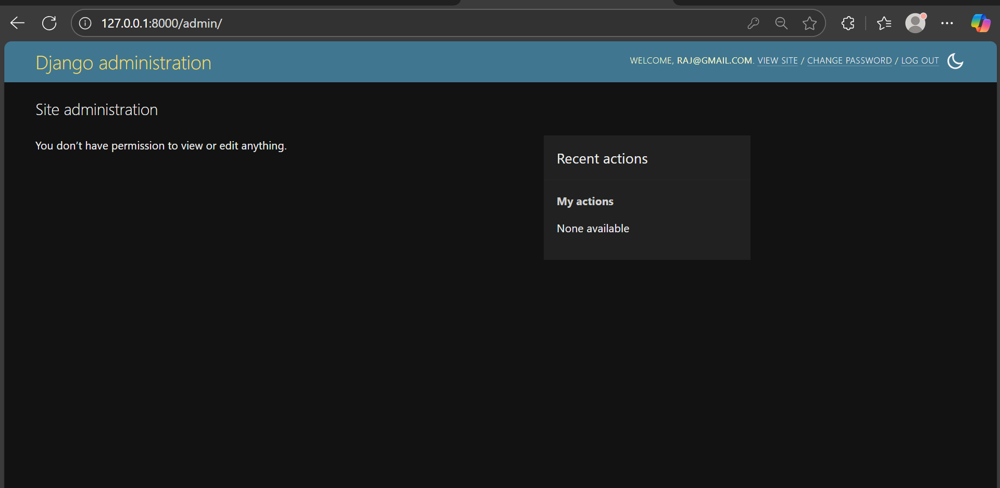 127.0.0.1:8000/admin/
Django administration
WELCOME, RAJ@GMAIL.COM. VIEW SITE / CHANGE PASSWORD / LOG OUT
Site administration
You don’t have permission to view or edit anything.
Recent actions
My actions
None available